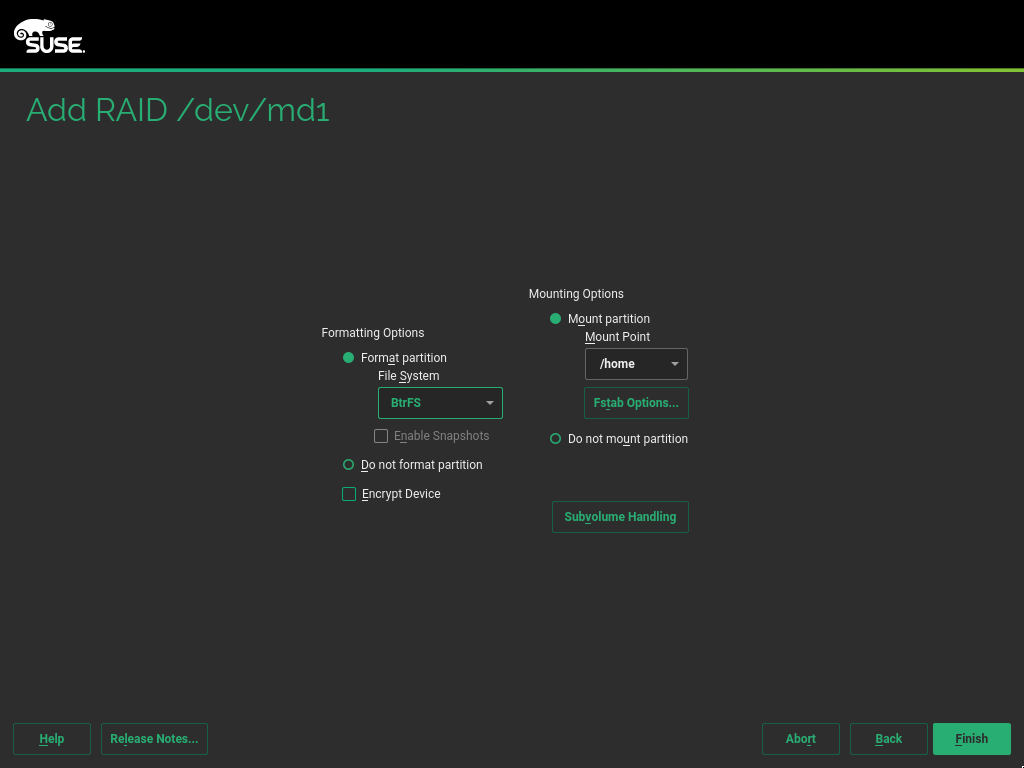 SUSE.
Add RAID /dev/md1
Formatting Options
Format partition
File System
BtrFS
Enable Snapshots
Do not format partition
Encrypt Device
Mounting Options
Mount partition
Mount Point
/home
Fstab Options...
Do not mount partition
Subvolume Handling
Help
Release Notes...
Abort
Back
Finish